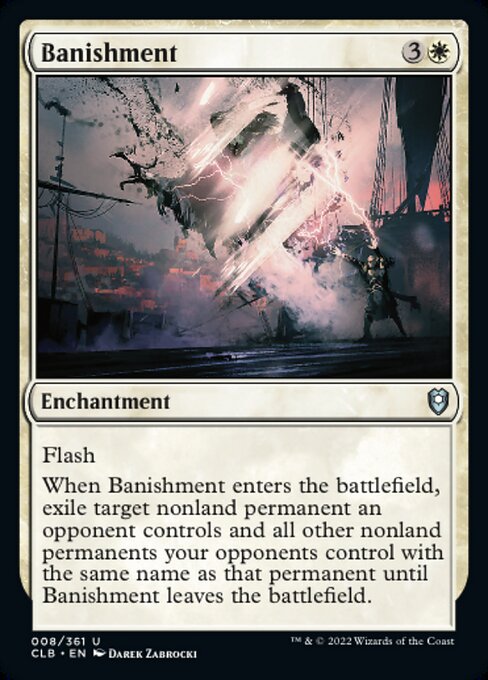 Banishment 3
Enchantment
Flash
When Banishment enters the battlefield,
exile target nonland permanent an
opponent controls and all other nonland
permanents your opponents control with
the same name as that permanent until
Banishment leaves the battlefield.
008/361 U
CLB • EN Darek Zabrocki
™ & © 2022 Wizards of the Coast